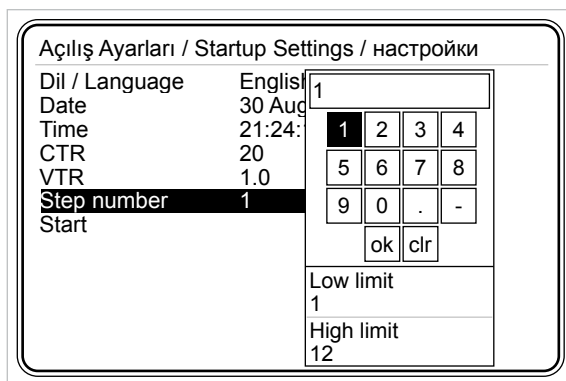 Açılış Ayarları / Startup Settings / настройки
Dil / Language English
Date 30 Aug
Time 21:24:
CTR 20
VTR 1.0
Step number 1
Start
1
1 2 3 4
5 6 7 8
9 0 . -
ok clr
Low limit
1
High limit
12